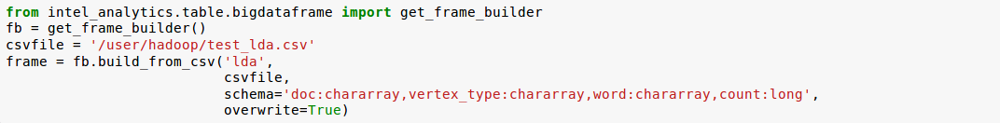 from intel_analytics.table.bigdataframe import get_frame_builder
fb = get_frame_builder()
csvfile = '/user/hadoop/test_lda.csv'
frame = fb.build_from_csv('lda',
                          csvfile,
                          schema='doc:chararray,vertex_type:chararray,word:chararray,count:long',
                          overwrite=True)